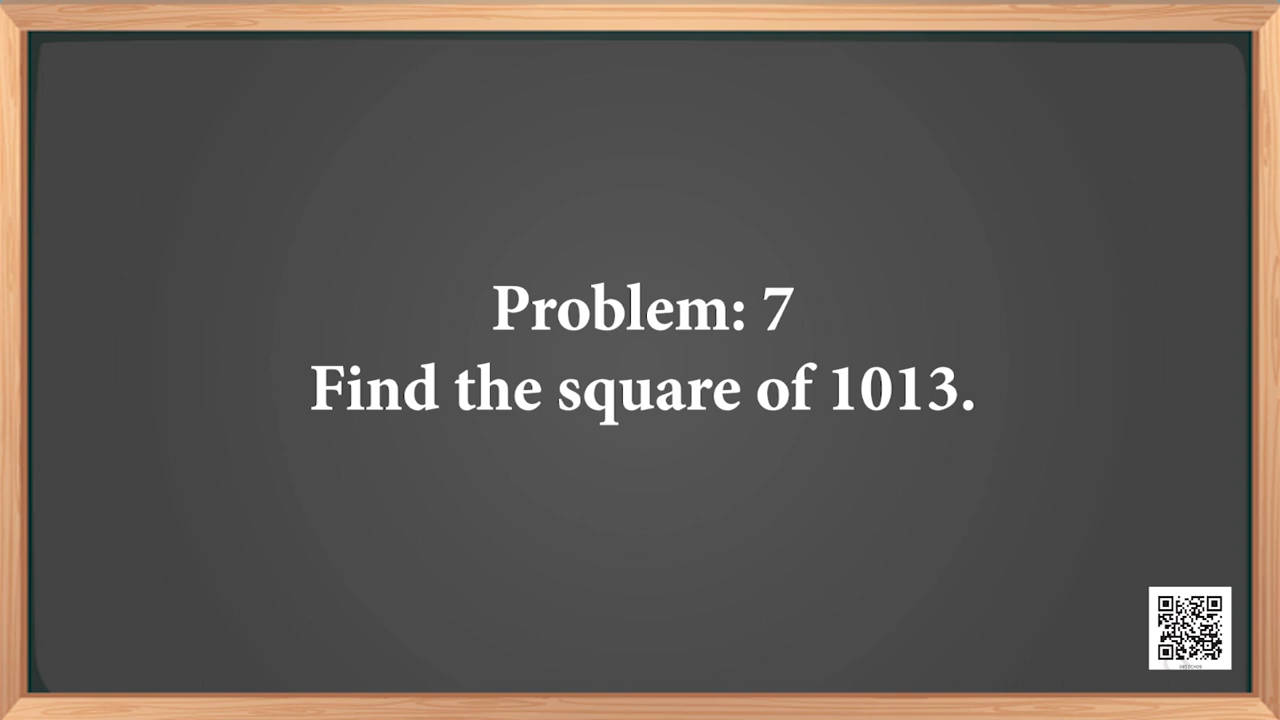 Problem: 7
Find the square of 1013.